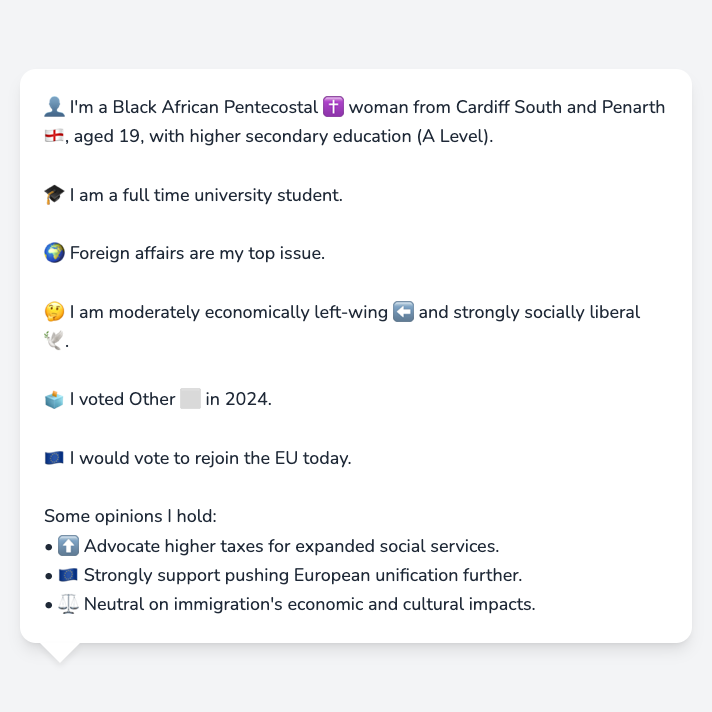 👤 I'm a Black African Pentecostal ✝️ woman from Cardiff South and Penarth
🏴󠁧󠁢󠁥󠁮󠁧󠁿, aged 19, with higher secondary education (A Level).
🎓 I am a full time university student.
🌍 Foreign affairs are my top issue.
🤔 I am moderately economically left-wing ⬅️ and strongly socially liberal
🕊️.
🗳️ I voted Other ⬜ in 2024.
🇪🇺 I would vote to rejoin the EU today.
Some opinions I hold:
• ⬆️ Advocate higher taxes for expanded social services.
• 🇪🇺 Strongly support pushing European unification further.
• ⚖️ Neutral on immigration's economic and cultural impacts.